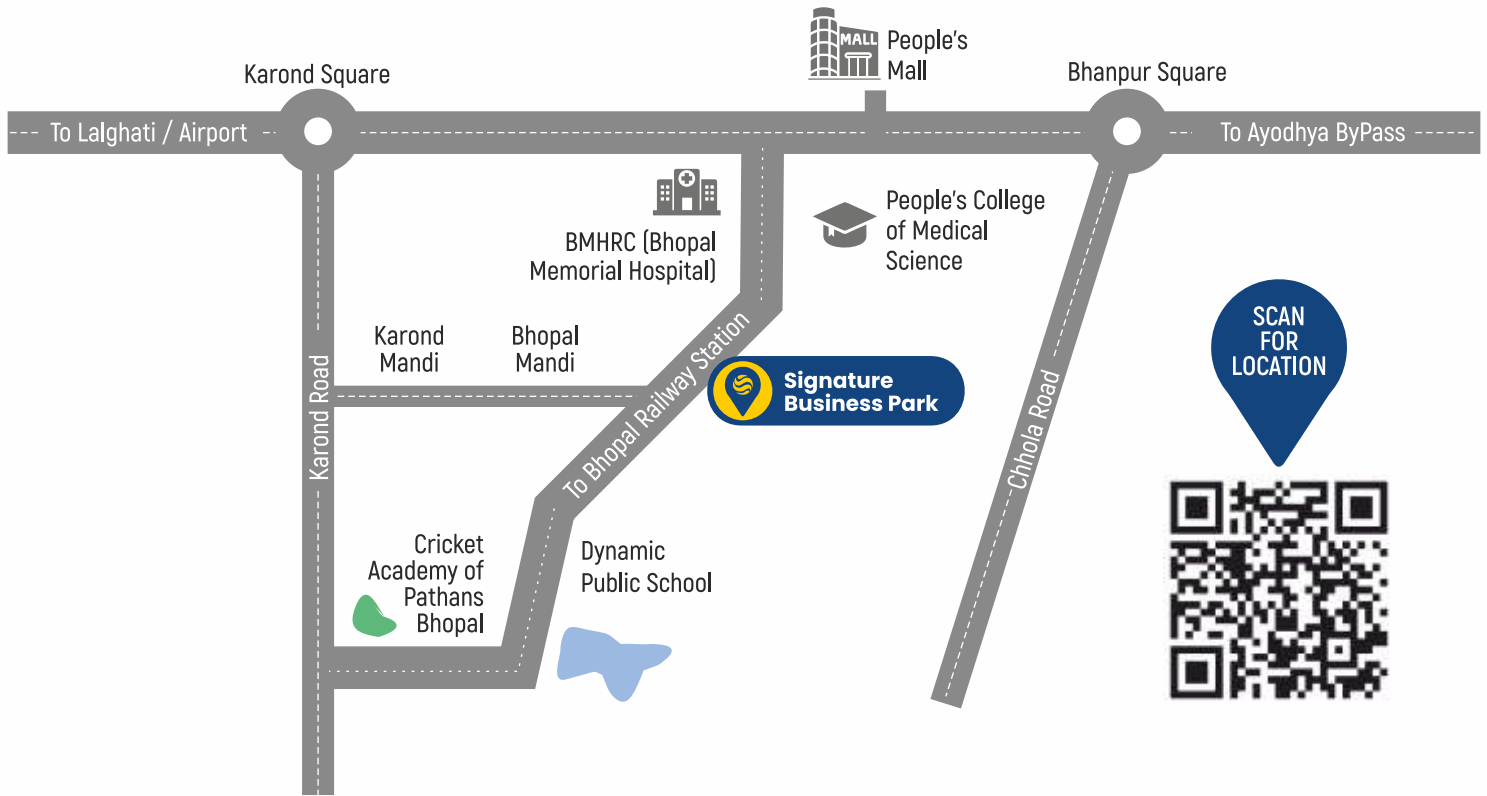 MALL
People's
Mall
Karond Square
Bhanpur Square
To Lalghati / Airport
To Ayodhya ByPass
BMHRC (Bhopal
Memorial Hospital)
People's College
of Medical
Science
Karond
Mandi
Bhopal
Mandi
To Bhopal Railway Station
Signature
Business Park
SCAN
FOR
LOCATION
Karond Road
Chhola Road
Cricket
Academy of
Pathans
Bhopal
Dynamic
Public School